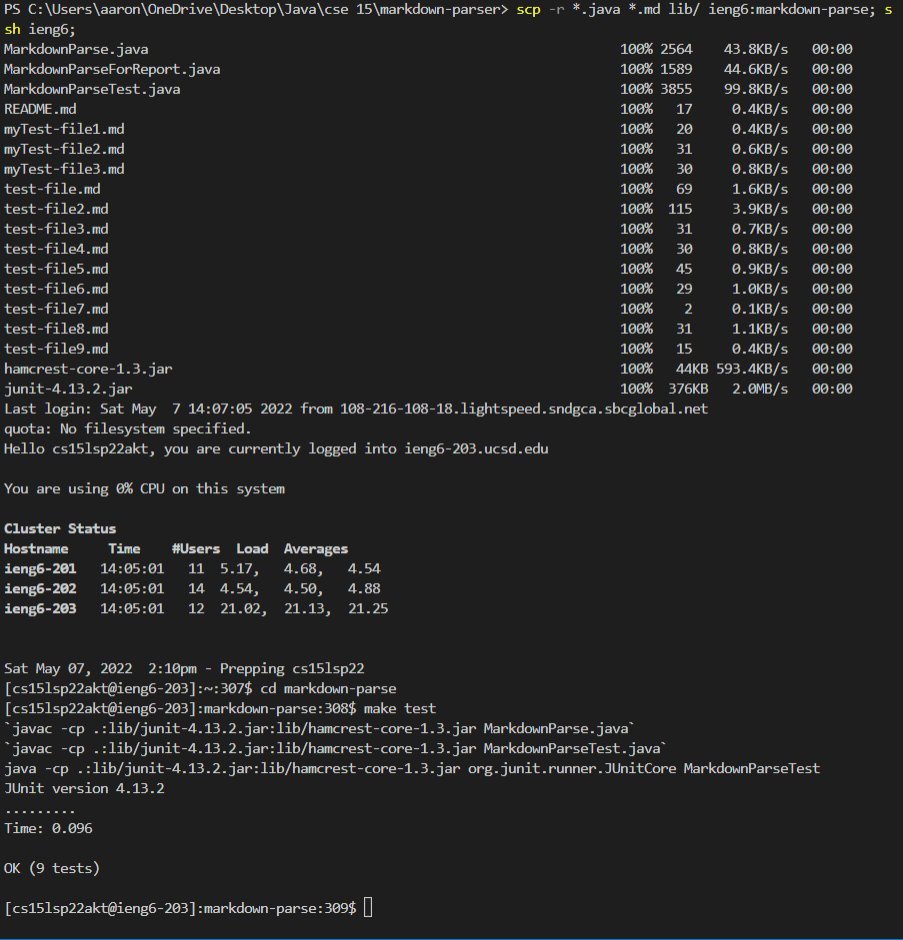 PS C:\Users\aaron\OneDrive\Desktop\Java\cse 15\markdown-parser> scp -r *.java *.md lib/ ieng6:markdown-parse; s
sh ieng6;
MarkdownParse.java 100% 2564 43.8KB/s 00:00
MarkdownParseForReport.java 100% 1589 44.6KB/s 00:00
MarkdownParseTest.java 100% 3855 99.8KB/s 00:00
README.md 100% 17 0.4KB/s 00:00
myTest-file1.md 100% 20 0.4KB/s 00:00
myTest-file2.md 100% 31 0.6KB/s 00:00
myTest-file3.md 100% 30 0.8KB/s 00:00
test-file.md 100% 69 1.6KB/s 00:00
test-file2.md 100% 115 3.9KB/s 00:00
test-file3.md 100% 31 0.7KB/s 00:00
test-file4.md 100% 30 0.8KB/s 00:00
test-file5.md 100% 45 0.9KB/s 00:00
test-file6.md 100% 29 1.0KB/s 00:00
test-file7.md 100% 2 0.1KB/s 00:00
test-file8.md 100% 31 1.1KB/s 00:00
test-file9.md 100% 15 0.4KB/s 00:00
hamcrest-core-1.3.jar 100% 44KB 593.4KB/s 00:00
junit-4.13.2.jar 100% 376KB 2.0MB/s 00:00
Last login: Sat May  7 14:07:05 2022 from 108-216-108-18.lightspeed.sndgca.sbcglobal.net
quota: No filesystem specified.
Hello cs15lsp22akt, you are currently logged into ieng6-203.ucsd.edu
You are using 0% CPU on this system
Cluster Status
Hostname Time #Users Load Averages
ieng6-201 14:05:01 11 5.17, 4.68, 4.54
ieng6-202 14:05:01 14 4.54, 4.50, 4.88
ieng6-203 14:05:01 12 21.02, 21.13, 21.25
Sat May 07, 2022  2:10pm - Prepping cs15lsp22
[cs15lsp22akt@ieng6-203]:~:307$ cd markdown-parse
[cs15lsp22akt@ieng6-203]:markdown-parse:308$ make test
`javac -cp .:lib/junit-4.13.2.jar:lib/hamcrest-core-1.3.jar MarkdownParse.java`
`javac -cp .:lib/junit-4.13.2.jar:lib/hamcrest-core-1.3.jar MarkdownParseTest.java`
java -cp .:lib/junit-4.13.2.jar:lib/hamcrest-core-1.3.jar org.junit.runner.JUnitCore MarkdownParseTest
JUnit version 4.13.2
.........
Time: 0.096
OK (9 tests)
[cs15lsp22akt@ieng6-203]:markdown-parse:309$